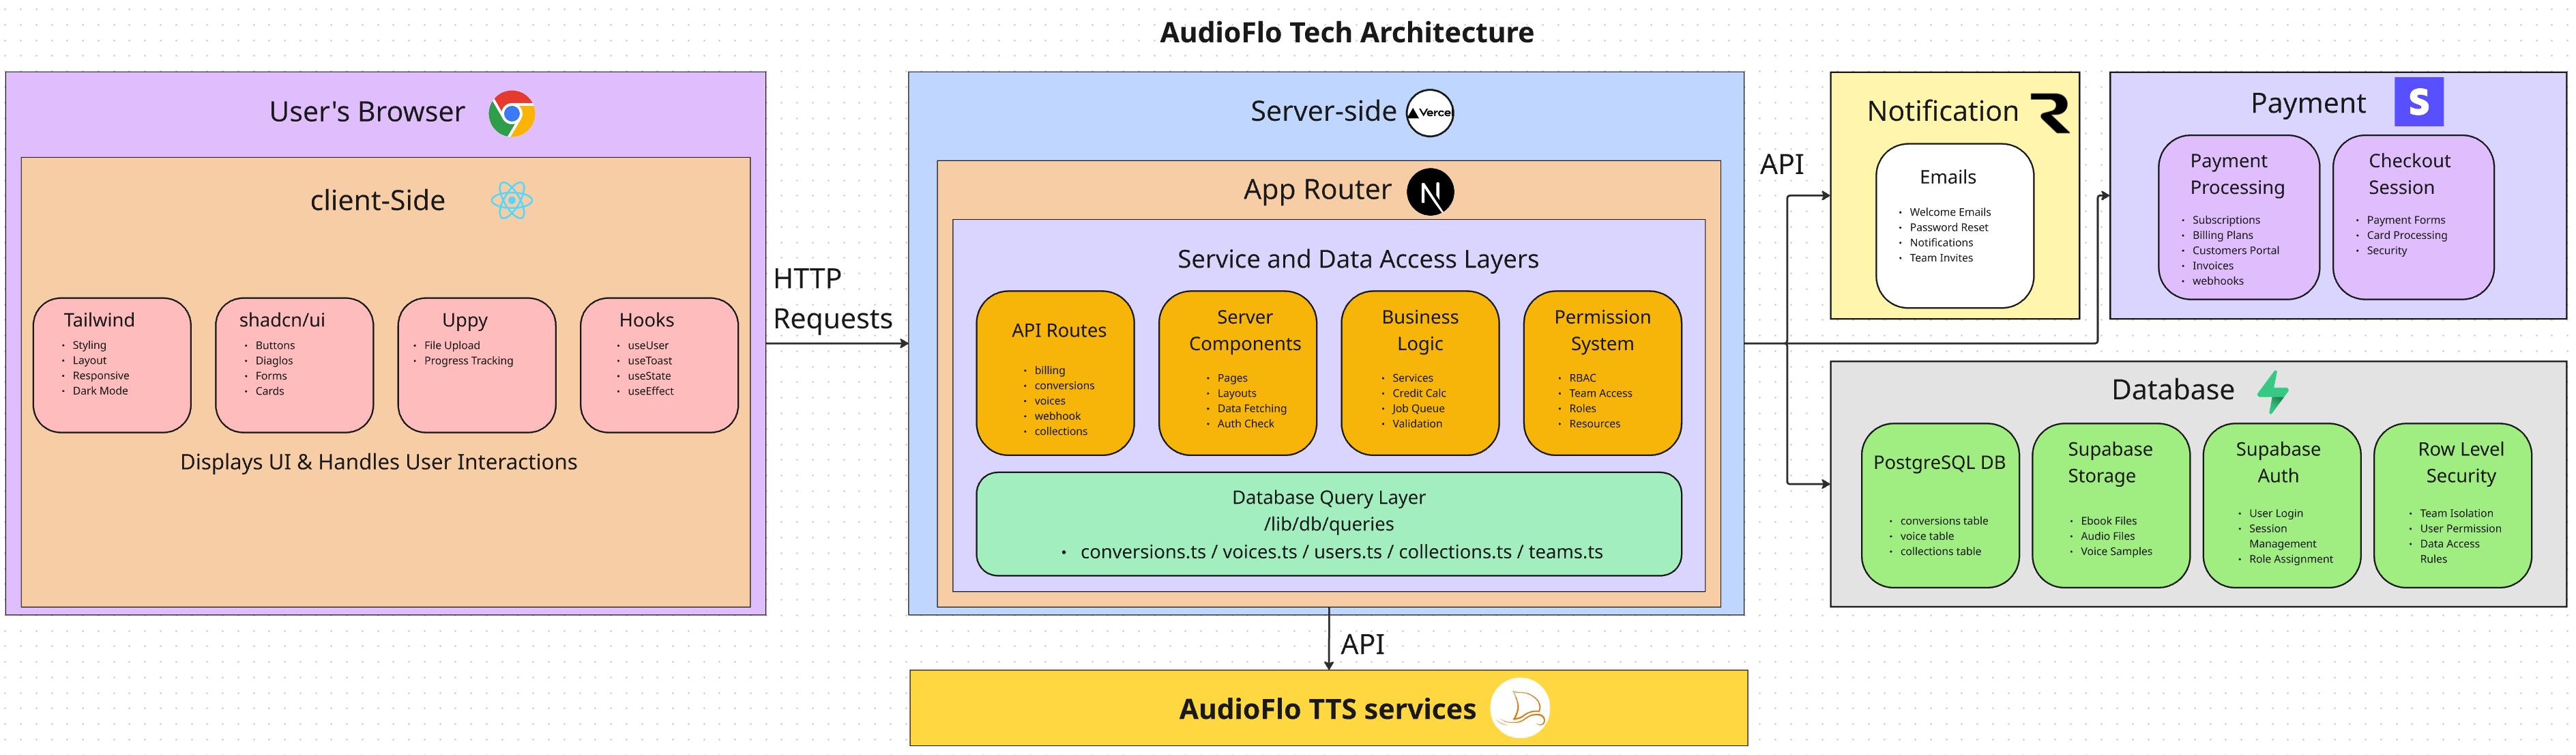 AudioFlo Tech Architecture
User's Browser
client-Side
Tailwind
• Styling
• Layout
• Responsive
• Dark Mode
shadcn/ui
• Buttons
• Diaglos
• Forms
• Cards
Uppy
• File Upload
• Progress Tracking
Hooks
• useUser
• useToast
• useState
• useEffect
Displays UI & Handles User Interactions
HTTP
Requests
Server-side
Vercel
App Router
Service and Data Access Layers
API Routes
• billing
• conversions
• voices
• webhook
• collections
Server
Components
• Pages
• Layouts
• Data Fetching
• Auth Check
Business
Logic
• Services
• Credit Calc
• Job Queue
• Validation
Permission
System
• RBAC
• Team Access
• Roles
• Resources
Database Query Layer
/lib/db/queries
• conversions.ts / voices.ts / users.ts / collections.ts / teams.ts
API
AudioFlo TTS services
API
Notification
Emails
• Welcome Emails
• Password Reset
• Notifications
• Team Invites
Payment
S
Payment
Processing
• Subscriptions
• Billing Plans
• Customers Portal
• Invoices
• webhooks
Checkout
Session
• Payment Forms
• Card Processing
• Security
Database
PostgreSQL DB
• conversions table
• voice table
• collections table
Supabase
Storage
• Ebook Files
• Audio Files
• Voice Samples
Supabase
Auth
• User Login
• Session
Management
• Role Assignment
Row Level
Security
• Team Isolation
• User Permission
• Data Access
Rules